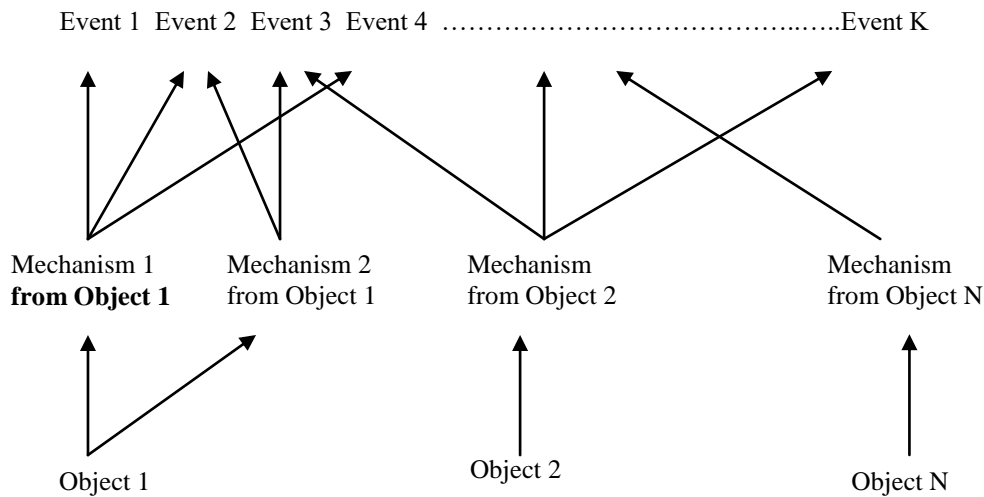 Event 1 Event 2 Event 3 Event 4 ……………………………………...…..Event K
Mechanism 1 Mechanism 2 Mechanism Mechanism
from Object 1 from Object 1 from Object 2 from Object N
Object 1 Object 2 Object N